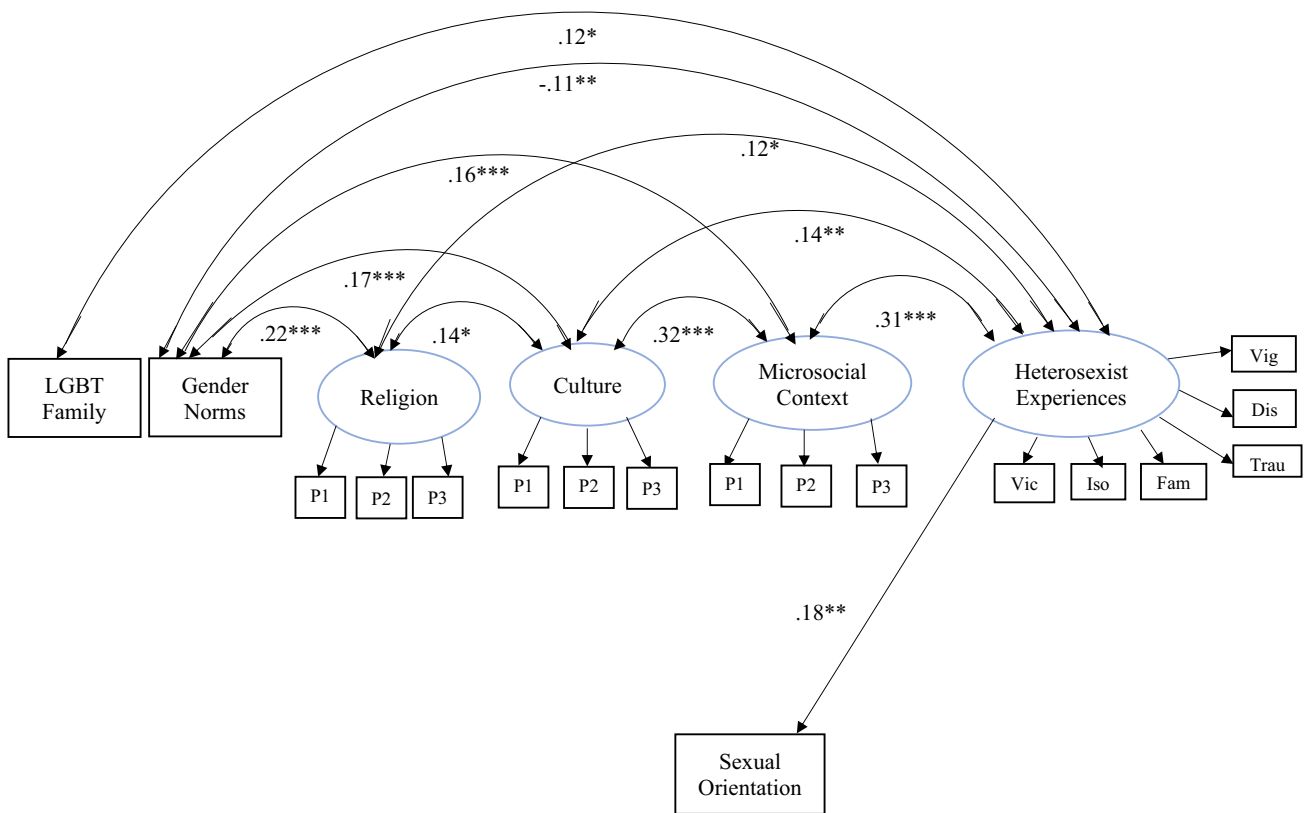 .12*
-.11**
.12*
.16***
.14**
.17***
.22***
.14*
.32***
.31***
LGBT
Family
Gender
Norms
Religion
Culture
Microsocial
Context
Heterosexist
Experiences
Vig
Dis
Trau
P1
P2
P3
P1
P2
P3
P1
P2
P3
Vic
Iso
Fam
.18**
Sexual
Orientation